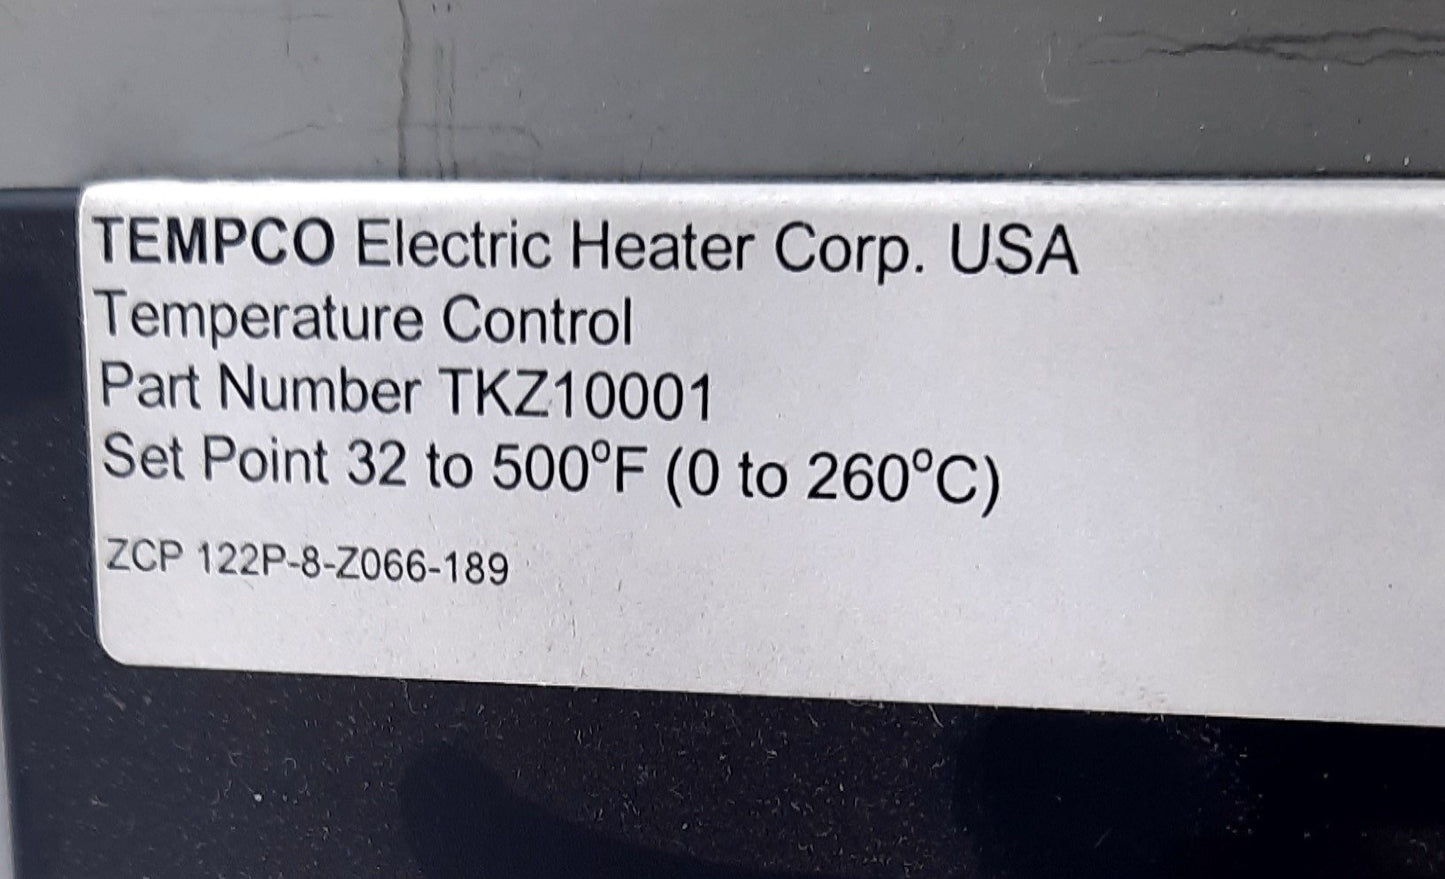 TEMPCO Electric Heater Corp. USA
Temperature Control
Part Number TKZ10001
Set Point 32 to 500°F (0 to 260°C)
ZCP 122P-8-Z066-189